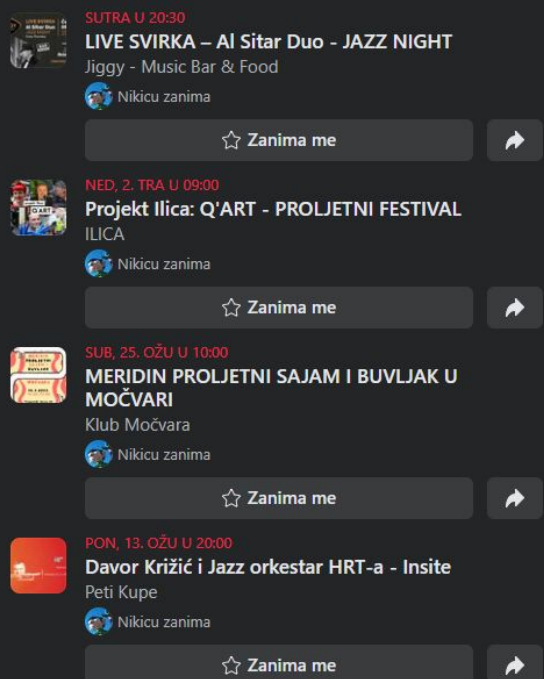 SUTRA U 20:30
LIVE SVIRKA – Al Sitar Duo - JAZZ NIGHT
Jiggy - Music Bar & Food
Nikicu zanima
Zanima me
NED, 2. TRA U 09:00
Projekt Ilica: Q'ART - PROLJETNI FESTIVAL
ILICA
Nikicu zanima
Zanima me
SUB, 25. OŽU U 10:00
MERIDIN PROLJETNI SAJAM I BUVLJAK U
MOČVARI
Klub Močvara
Nikicu zanima
Zanima me
PON, 13. OŽU U 20:00
Davor Križić i Jazz orkestar HRT-a - Insite
Peti Kupe
Nikicu zanima
Zanima me